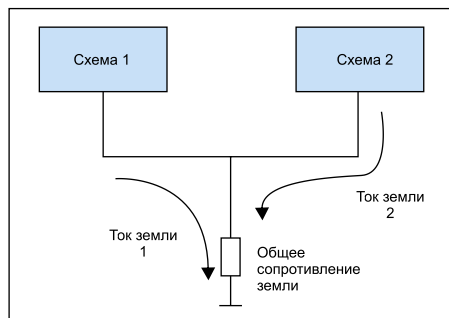 Схема 1
Схема 2
Ток земли
1
Ток земли
2
Общее
сопротивление
земли